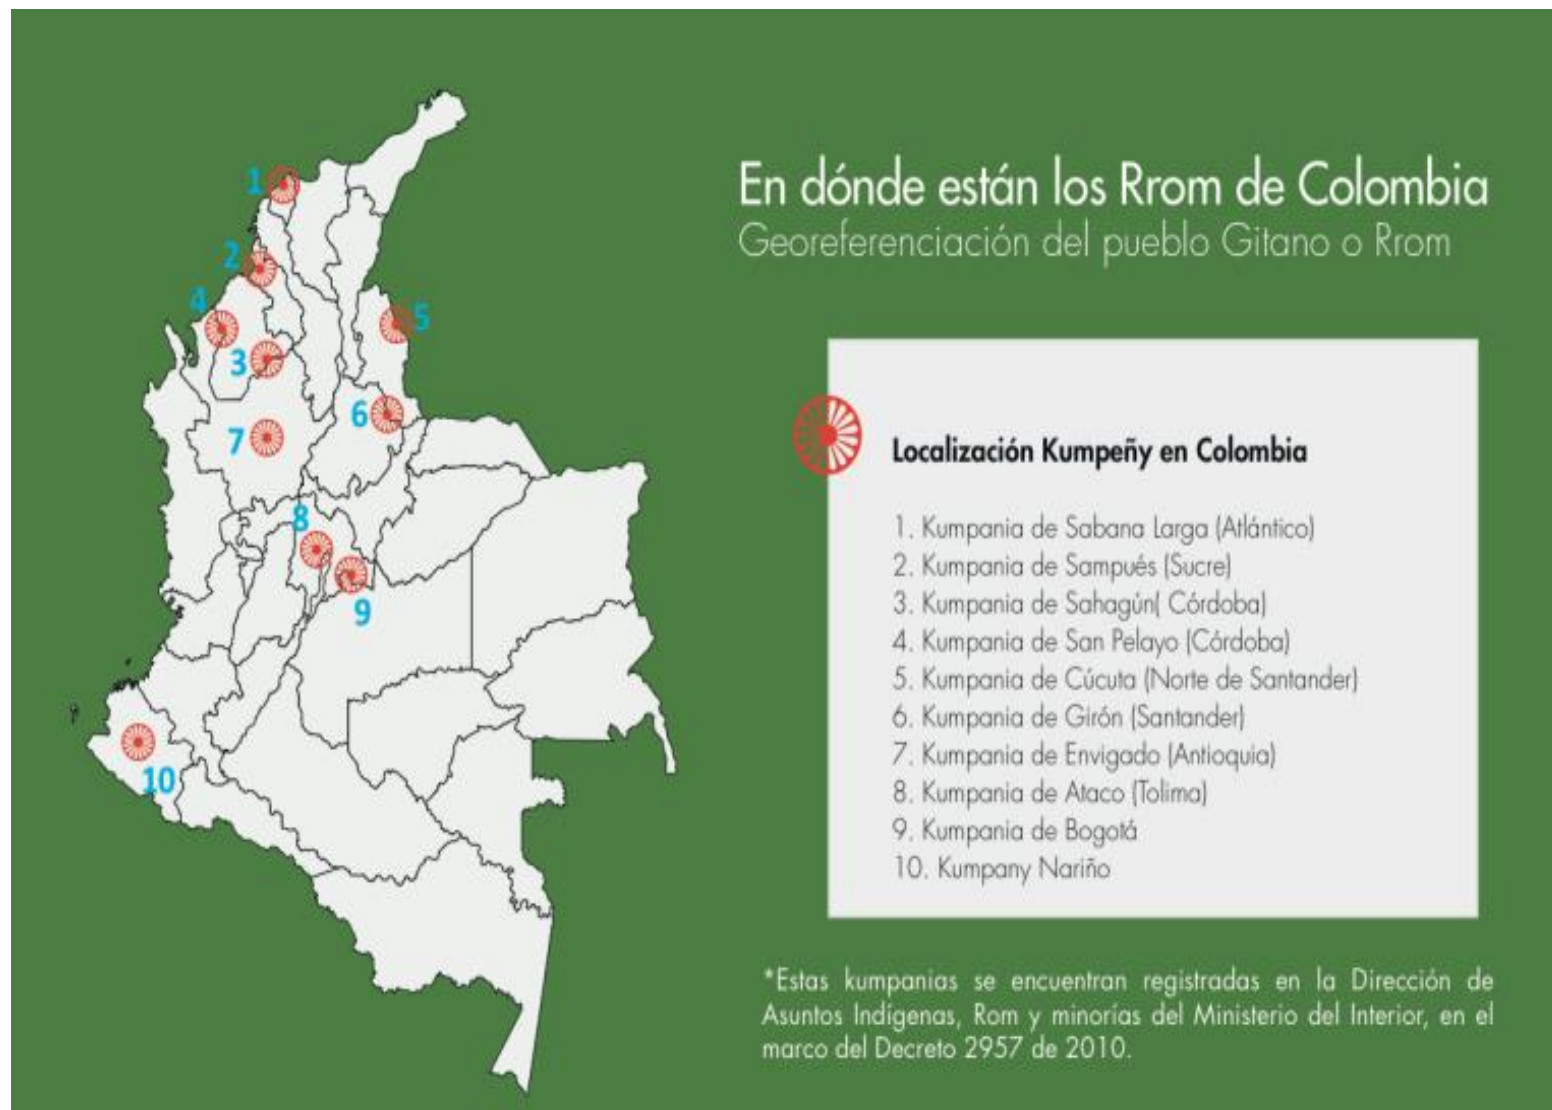 En dónde están los Rrom de Colombia
Georeferenciación del pueblo Gitano o Rrom
1
2
4
5
3
6
7
8
9
10
Localización Kumpeñy en Colombia
1. Kumpania de Sabana Larga (Atlántico)
2. Kumpania de Sampués (Sucre)
3. Kumpania de Sahagún( Córdoba)
4. Kumpania de San Pelayo (Córdoba)
5. Kumpania de Cúcuta (Norte de Santander)
6. Kumpania de Girón (Santander)
7. Kumpania de Envigado (Antioquia)
8. Kumpania de Ataco (Tolima)
9. Kumpania de Bogotá
10. Kumpany Nariño
*Estas kumpanias se encuentran registradas en la Dirección de
Asuntos Indígenas, Rom y minorías del Ministerio del Interior, en el
marco del Decreto 2957 de 2010.